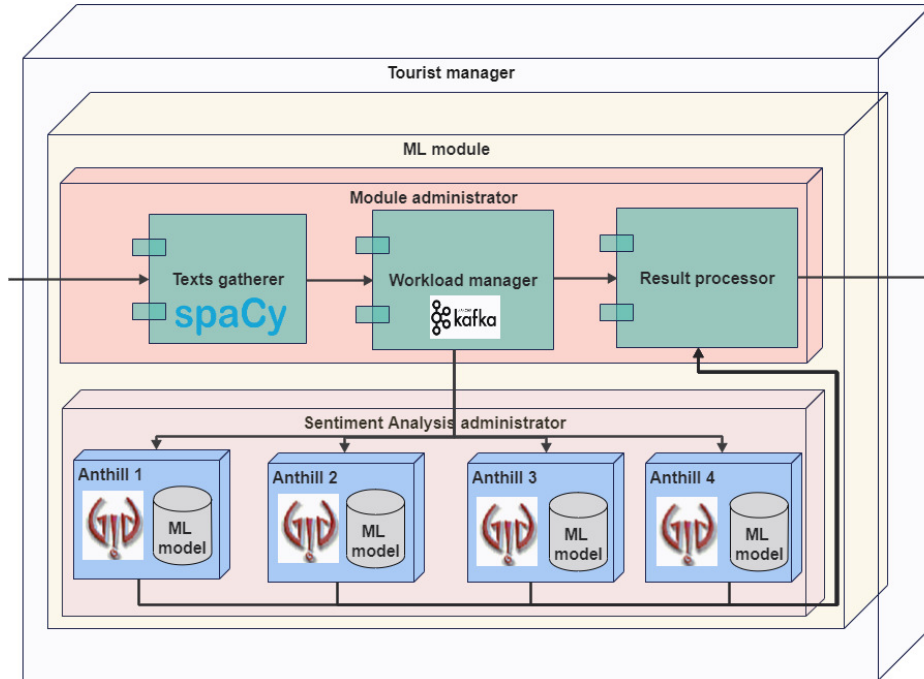 Tourist manager
ML module
Module administrator
Texts gatherer
spaCy
Workload manager
kafka
Result processor
Sentiment Analysis administrator
Anthill 1
ML
model
Anthill 2
ML
model
Anthill 3
ML
model
Anthill 4
ML
model